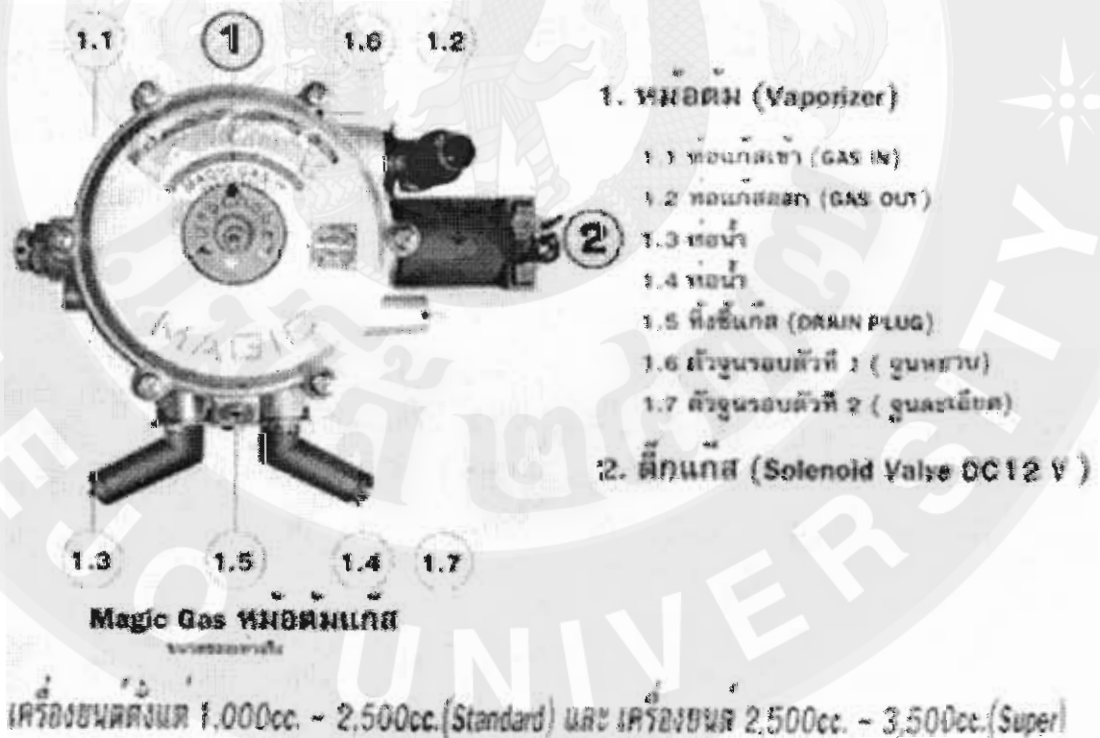 1.1 1 1.6 1.2
MAGIC GAS
MAGIC
2
1.3 1.5 1.4 1.7
Magic Gas หม้อต้มแก๊ส
1. หม้อต้ม (Vaporizer)
1.1 ท่อแก๊สเข้า (GAS IN)
1.2 ท่อแก๊สออก (GAS OUT)
1.3 ท่อน้ำ
1.4 ท่อน้ำ
1.5 ทิ้งขี้แก๊ส (DRAIN PLUG)
1.6 ตัวจูนรอบตัวที่ 1 ( จูนหยาบ)
1.7 ตัวจูนรอบตัวที่ 2 ( จูนละเอียด)
2. ติ๊กแก๊ส (Solenoid Valve DC12 V )
เครื่องยนต์ตั้งแต่ 1,000cc. ~ 2,500cc.(Standard) และ เครื่องยนต์ 2,500cc. ~ 3,500cc.(Super)
UNIVERSITY